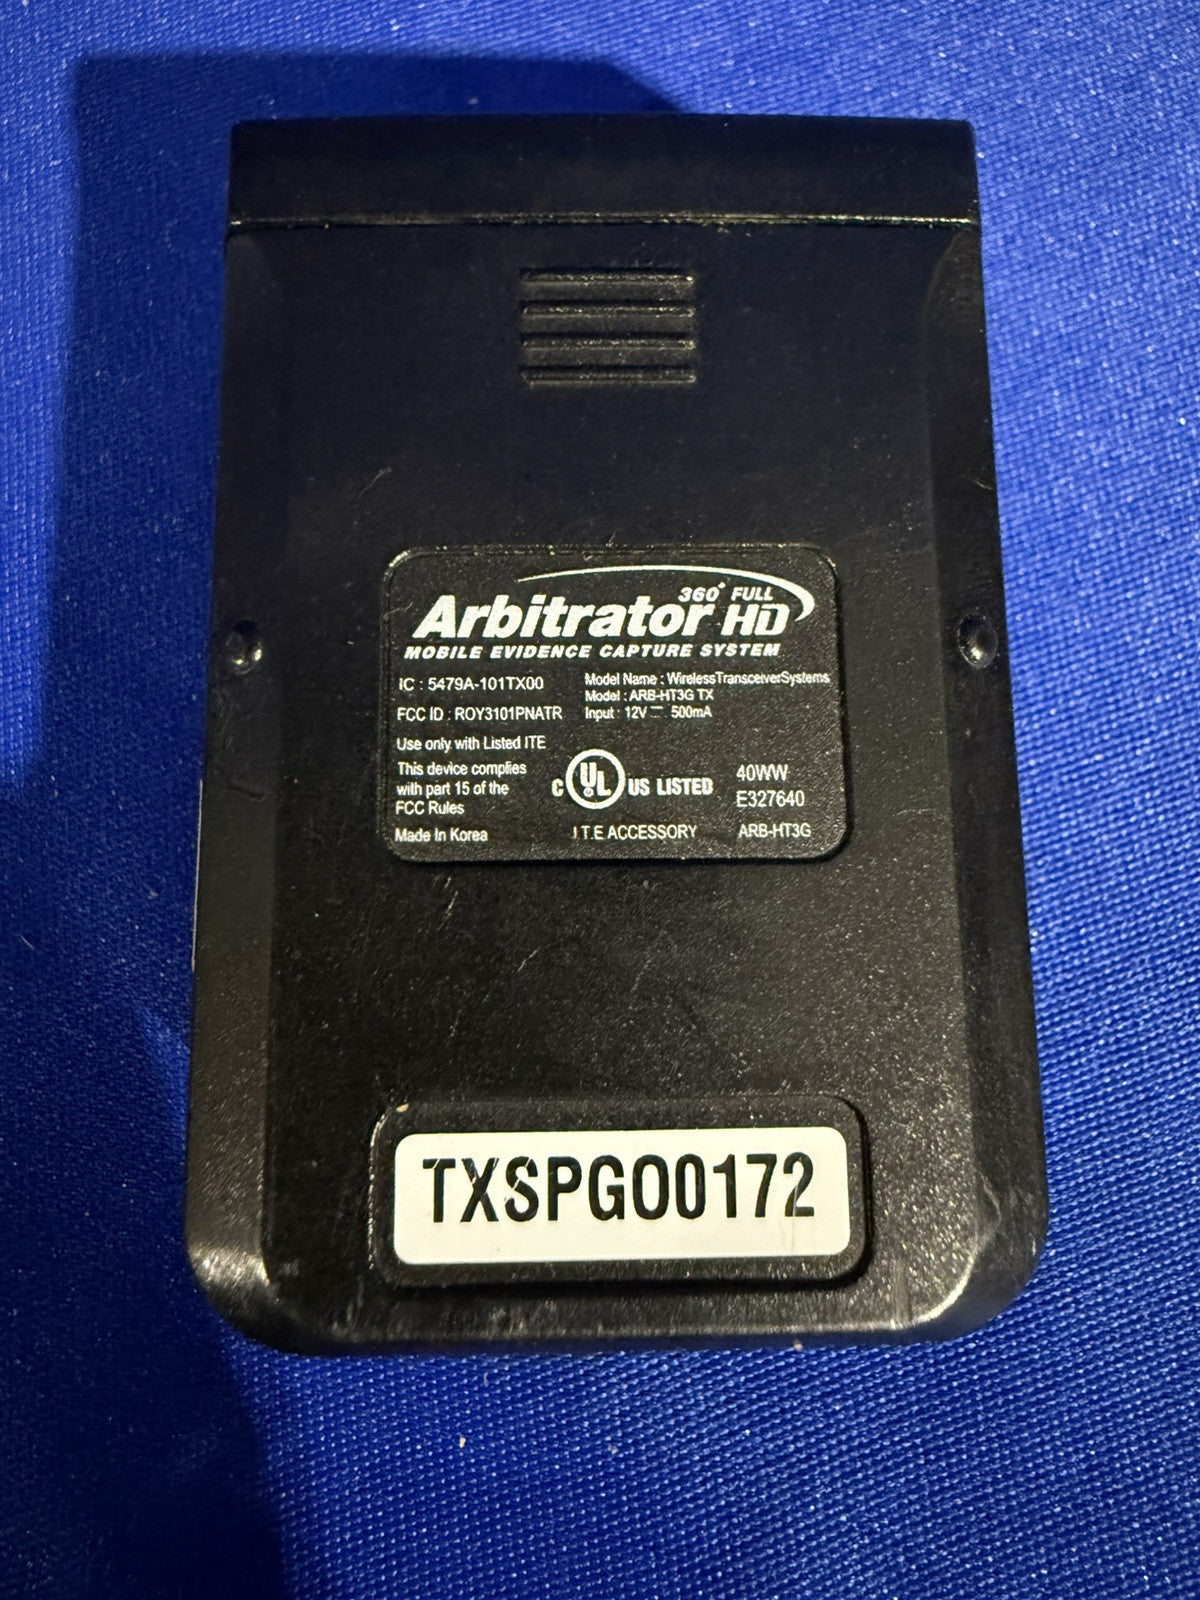 360° FULL
Arbitrator HD
MOBILE EVIDENCE CAPTURE SYSTEM
IC : 5479A-101TX00
Model Name : WirelessTransceiverSystems
Model : ARB-HT3G TX
FCC ID : ROY3101PNATR
Input : 12V ⎓ 500mA
Use only with Listed ITE
This device complies
with part 15 of the
FCC Rules
C UL US LISTED
40WW
E327640
Made In Korea
I.T.E ACCESSORY
ARB-HT3G
TXSPGO0172